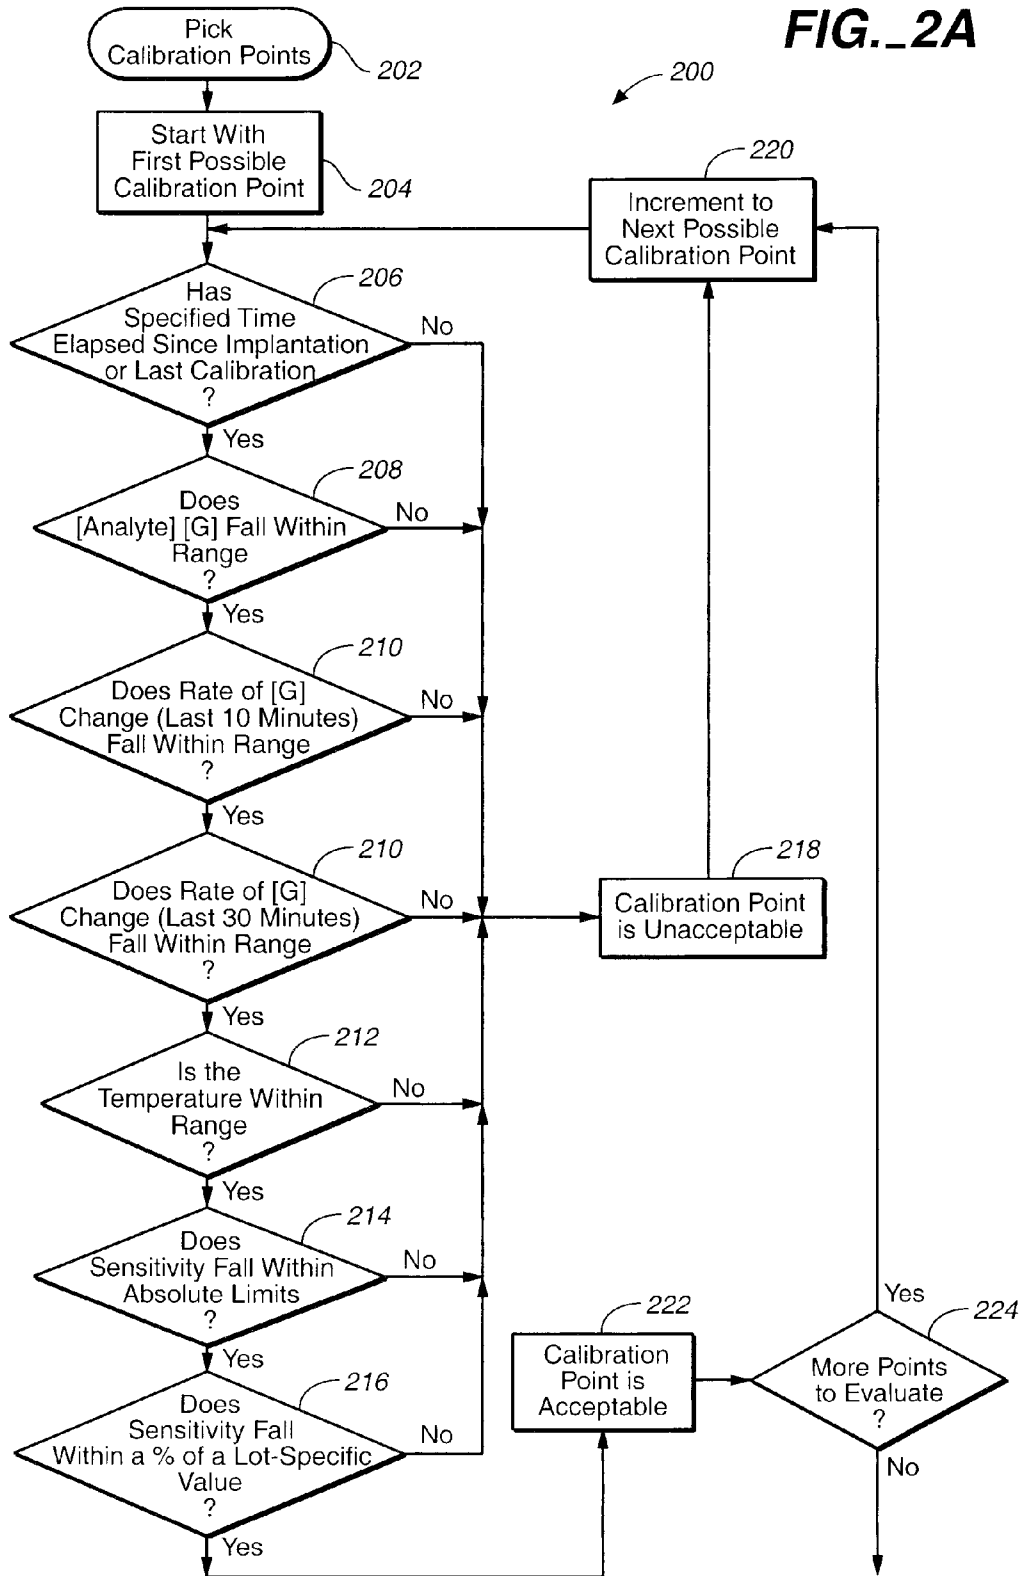 FIG._2A
Pick
Calibration Points
202
200
Start With
First Possible
Calibration Point
204
220
Increment to
Next Possible
Calibration Point
206
Has
Specified Time
Elapsed Since Implantation
or Last Calibration
?
No
Yes
208
Does
[Analyte] [G] Fall Within
Range
?
No
Yes
210
Does Rate of [G]
Change (Last 10 Minutes)
Fall Within Range
?
No
Yes
210
Does Rate of [G]
Change (Last 30 Minutes)
Fall Within Range
?
No
Yes
218
Calibration Point
is Unacceptable
212
Is the
Temperature Within
Range
?
No
Yes
214
Does
Sensitivity Fall Within
Absolute Limits
?
No
Yes
216
Does
Sensitivity Fall
Within a % of a Lot-Specific
Value
?
No
Yes
222
Calibration
Point is
Acceptable
Yes
224
More Points
to Evaluate
?
No